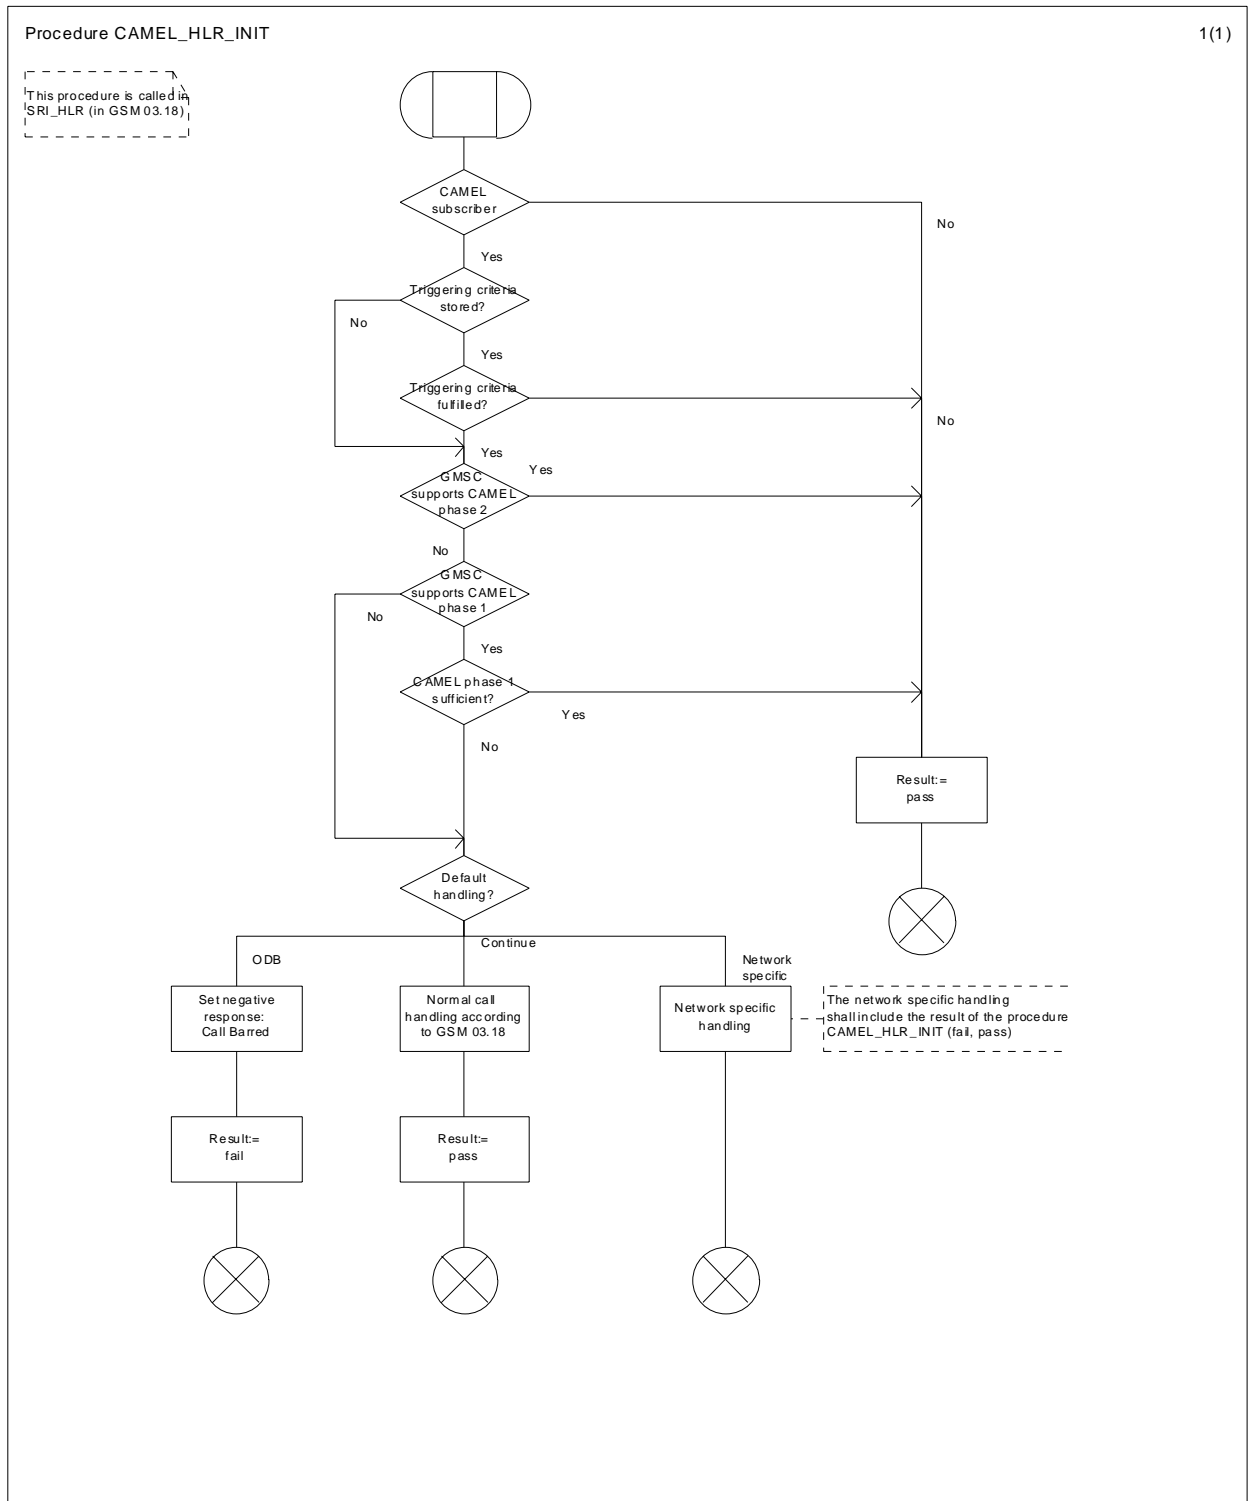 Procedure CAMEL_HLR_INIT
1(1)
This procedure is called in
SRI_HLR (in GSM 03.18)
CAMEL
subscriber
No
Yes
Triggering criteria
stored?
No
Yes
Triggering criteria
fulfilled?
No
Yes
Yes
GMSC
supports CAMEL
phase 2
No
GMSC
supports CAMEL
phase 1
No
Yes
CAMEL phase 1
sufficient?
Yes
No
Result:=
pass
Default
handling?
Continue
ODB
Network
specific
Set negative
response:
Call Barred
Normal call
handling according
to GSM 03.18
Network specific
handling
The network specific handling
shall include the result of the procedure
CAMEL_HLR_INIT (fail, pass)
Result:=
fail
Result:=
pass